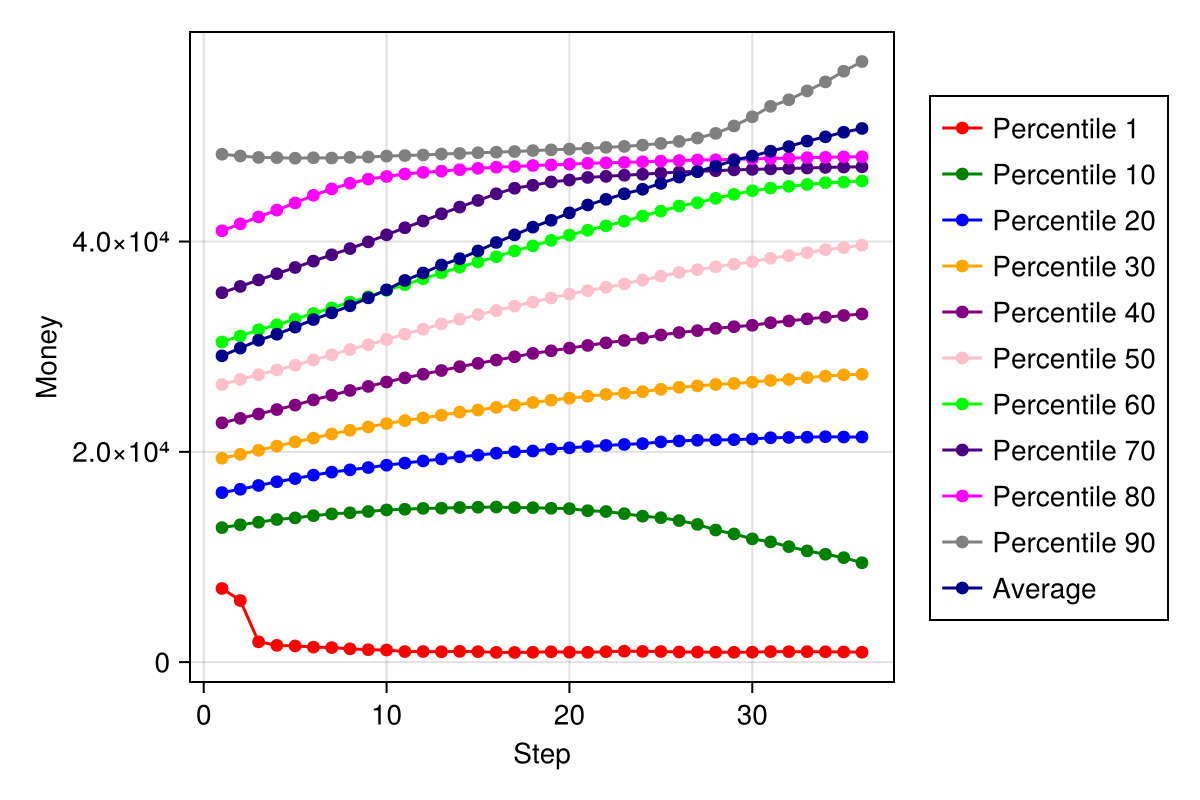 Money
4.0×10⁴
2.0×10⁴
0
0 10 20 30
Step
Percentile 1
Percentile 10
Percentile 20
Percentile 30
Percentile 40
Percentile 50
Percentile 60
Percentile 70
Percentile 80
Percentile 90
Average